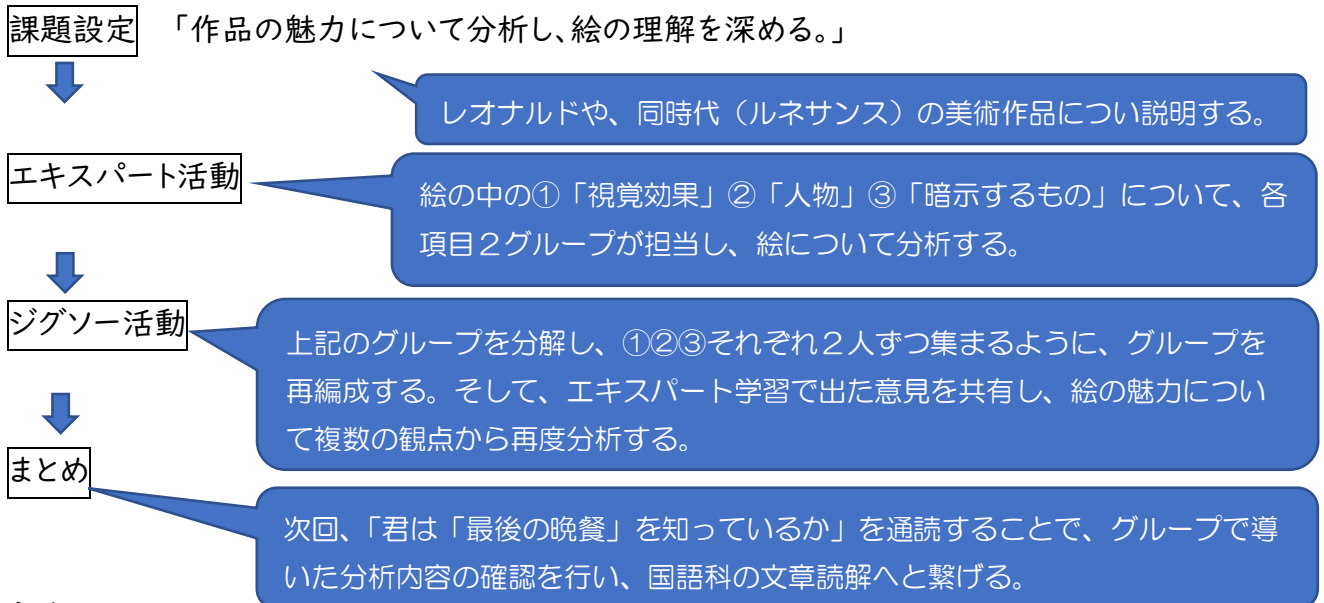 課題設定 「作品の魅力について分析し、絵の理解を深める。」
レオナルドや、同時代（ルネサンス）の美術作品につい説明する。
エキスパート活動
絵の中の①「視覚効果」②「人物」③「暗示するもの」について、各
項目２グループが担当し、絵について分析する。
ジグソー活動
上記のグループを分解し、①②③それぞれ２人ずつ集まるように、グループを
再編成する。そして、エキスパート学習で出た意見を共有し、絵の魅力につい
て複数の観点から再度分析する。
まとめ
次回、「君は「最後の晩餐」を知っているか」を通読することで、グループで導
いた分析内容の確認を行い、国語科の文章読解へと繋げる。